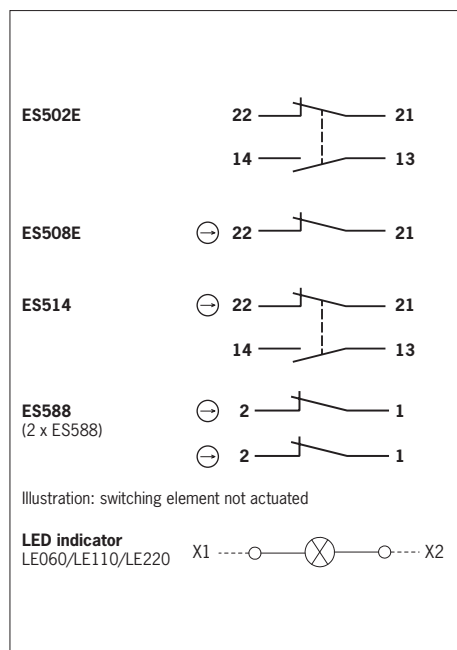 ES502E 22 21
14 13
ES508E 22 21
ES514 22 21
14 13
ES588 2 1
(2 x ES588)
2 1
Illustration: switching element not actuated
LED indicator
LE060/LE110/LE220 X1 X2